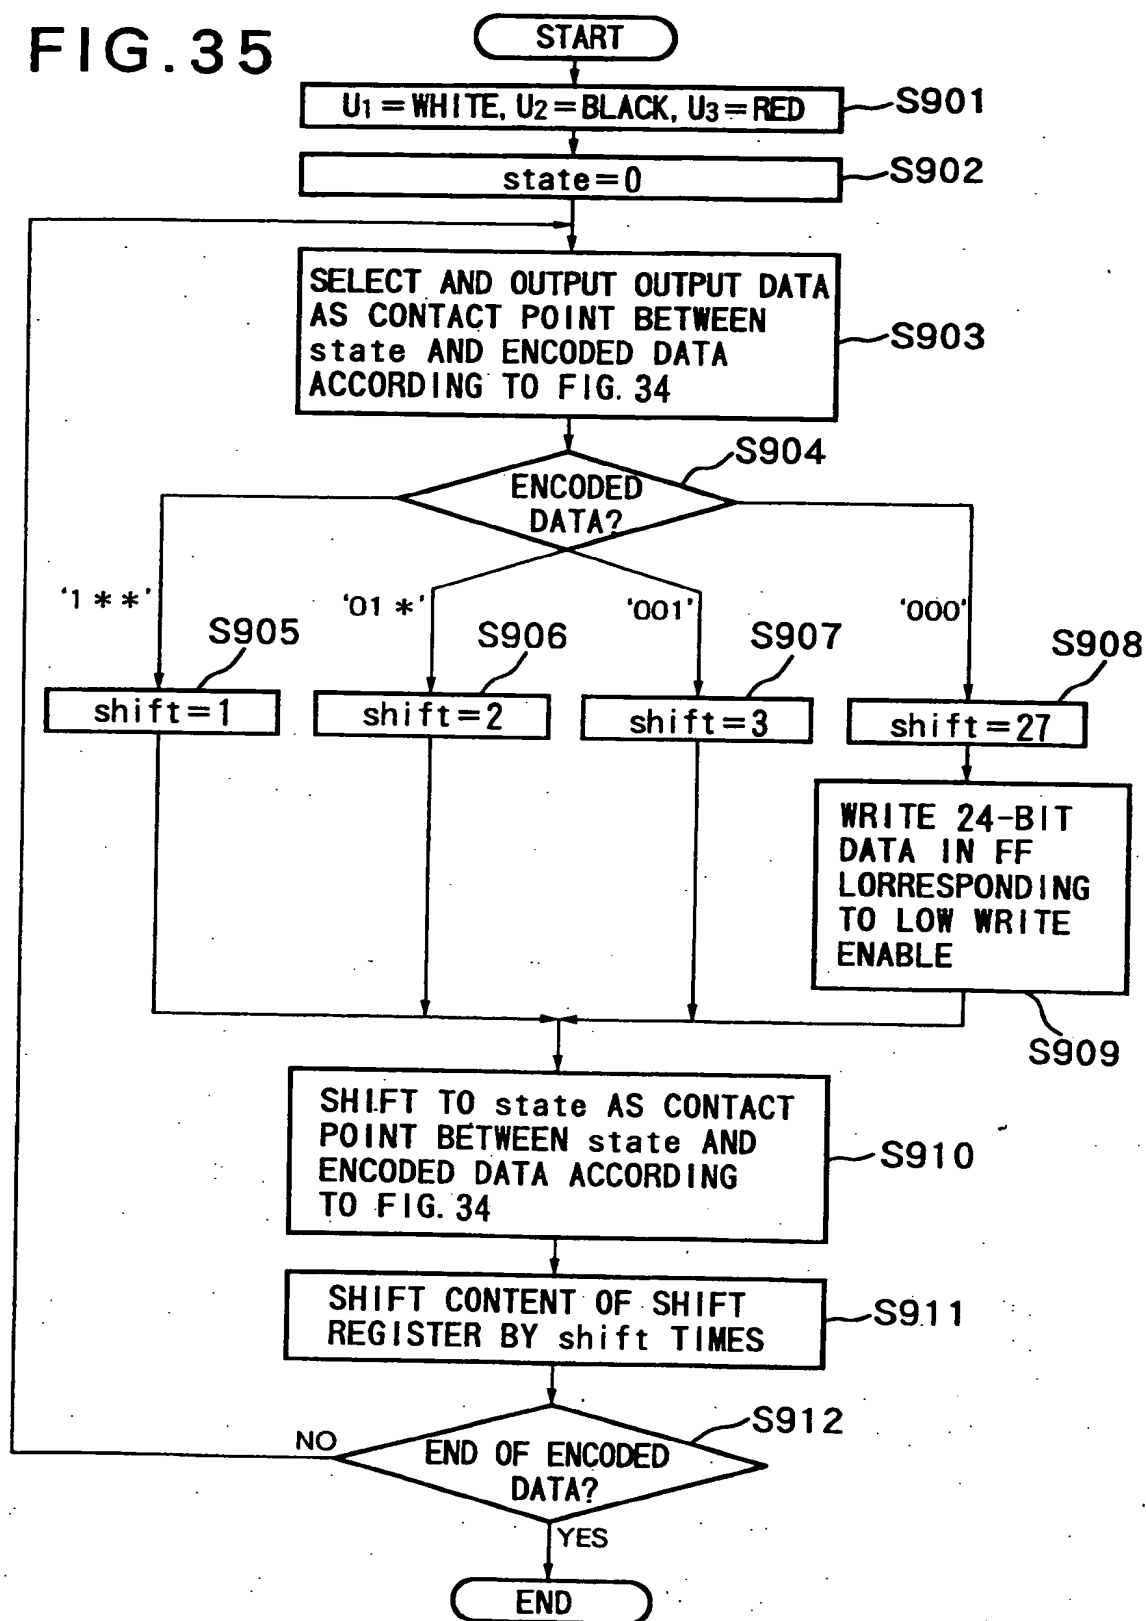 FIG.35
START
U1=WHITE, U2=BLACK, U3=RED
S901
state=0
S902
SELECT AND OUTPUT OUTPUT DATA
AS CONTACT POINT BETWEEN
state AND ENCODED DATA
ACCORDING TO FIG.34
S903
S904
ENCODED
DATA?
'1**'
'01*'
'001'
'000'
S905
S906
S907
S908
shift=1
shift=2
shift=3
shift=27
WRITE 24-BIT
DATA IN FF
LORRESPONDING
TO LOW WRITE
ENABLE
S909
SHIFT TO state AS CONTACT
POINT BETWEEN state AND
ENCODED DATA ACCORDING
TO FIG.34
S910
SHIFT CONTENT OF SHIFT
REGISTER BY shift TIMES
S911
S912
NO
END OF ENCODED
DATA?
YES
END